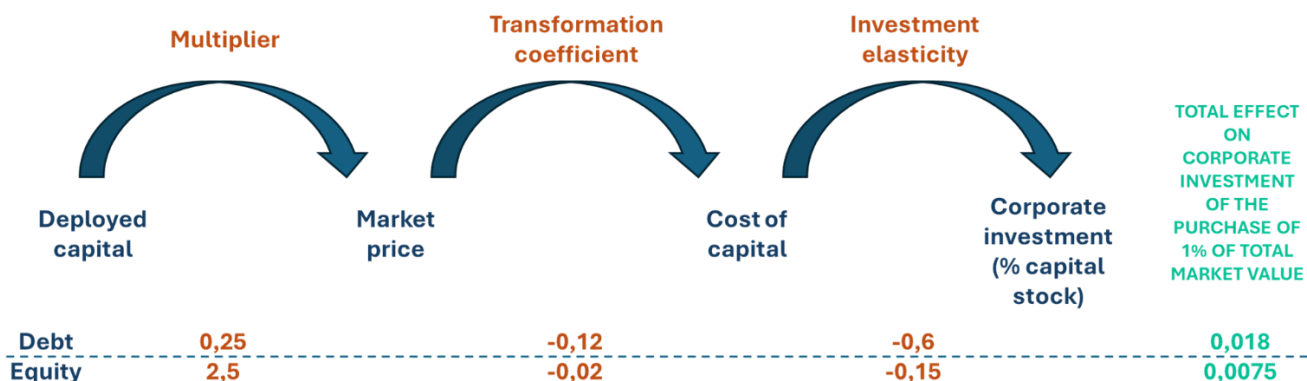 Multiplier
Transformation
coefficient
Investment
elasticity
TOTAL EFFECT
ON
CORPORATE
INVESTMENT
OF THE
PURCHASE OF
1% OF TOTAL
MARKET VALUE
Deployed
capital
Market
price
Cost of
capital
Corporate
investment
(% capital
stock)
Debt 0,25 -0,12 -0,6 0,018
Equity 2,5 -0,02 -0,15 0,0075